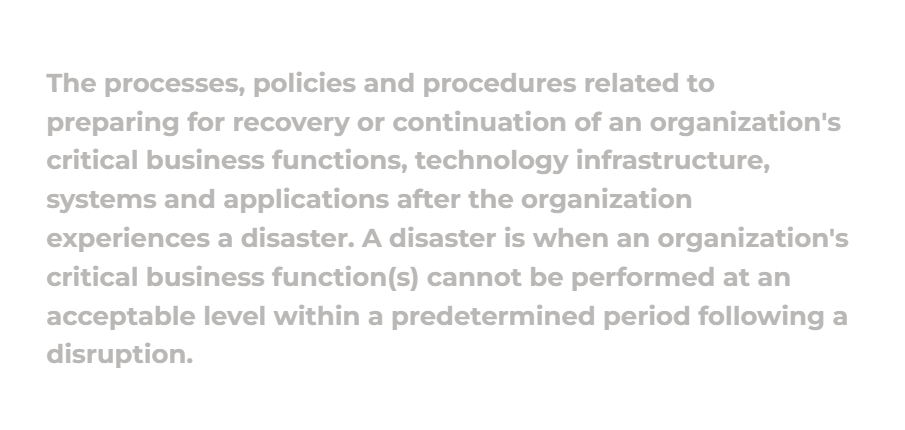 The processes, policies and procedures related to
preparing for recovery or continuation of an organization's
critical business functions, technology infrastructure,
systems and applications after the organization
experiences a disaster. A disaster is when an organization's
critical business function(s) cannot be performed at an
acceptable level within a predetermined period following a
disruption.